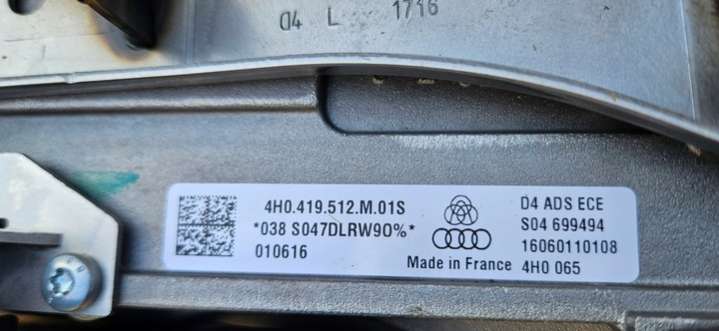 04 L 1716
4H0.419.512.M.01S
*038 S047DLRW90%*
010616
Made in France
D4 ADS ECE
S04 699494
16060110108
4H0 065